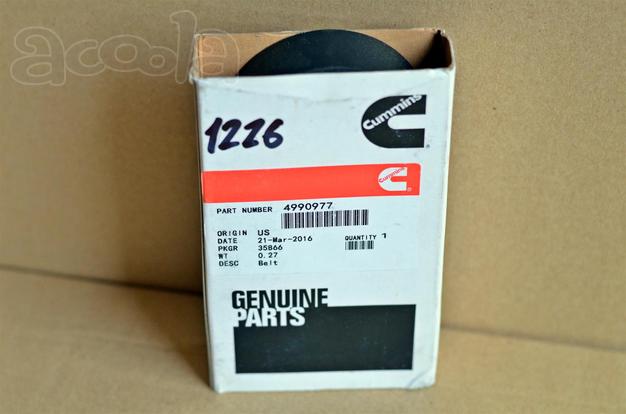 acoola
1226
Cummins
Cummins
PART NUMBER 4990977
ORIGIN US
DATE 21-Mar-2016
QUANTITY 1
PKGR 35866
WT 0.27
DESC Belt
GENUINE
PARTS